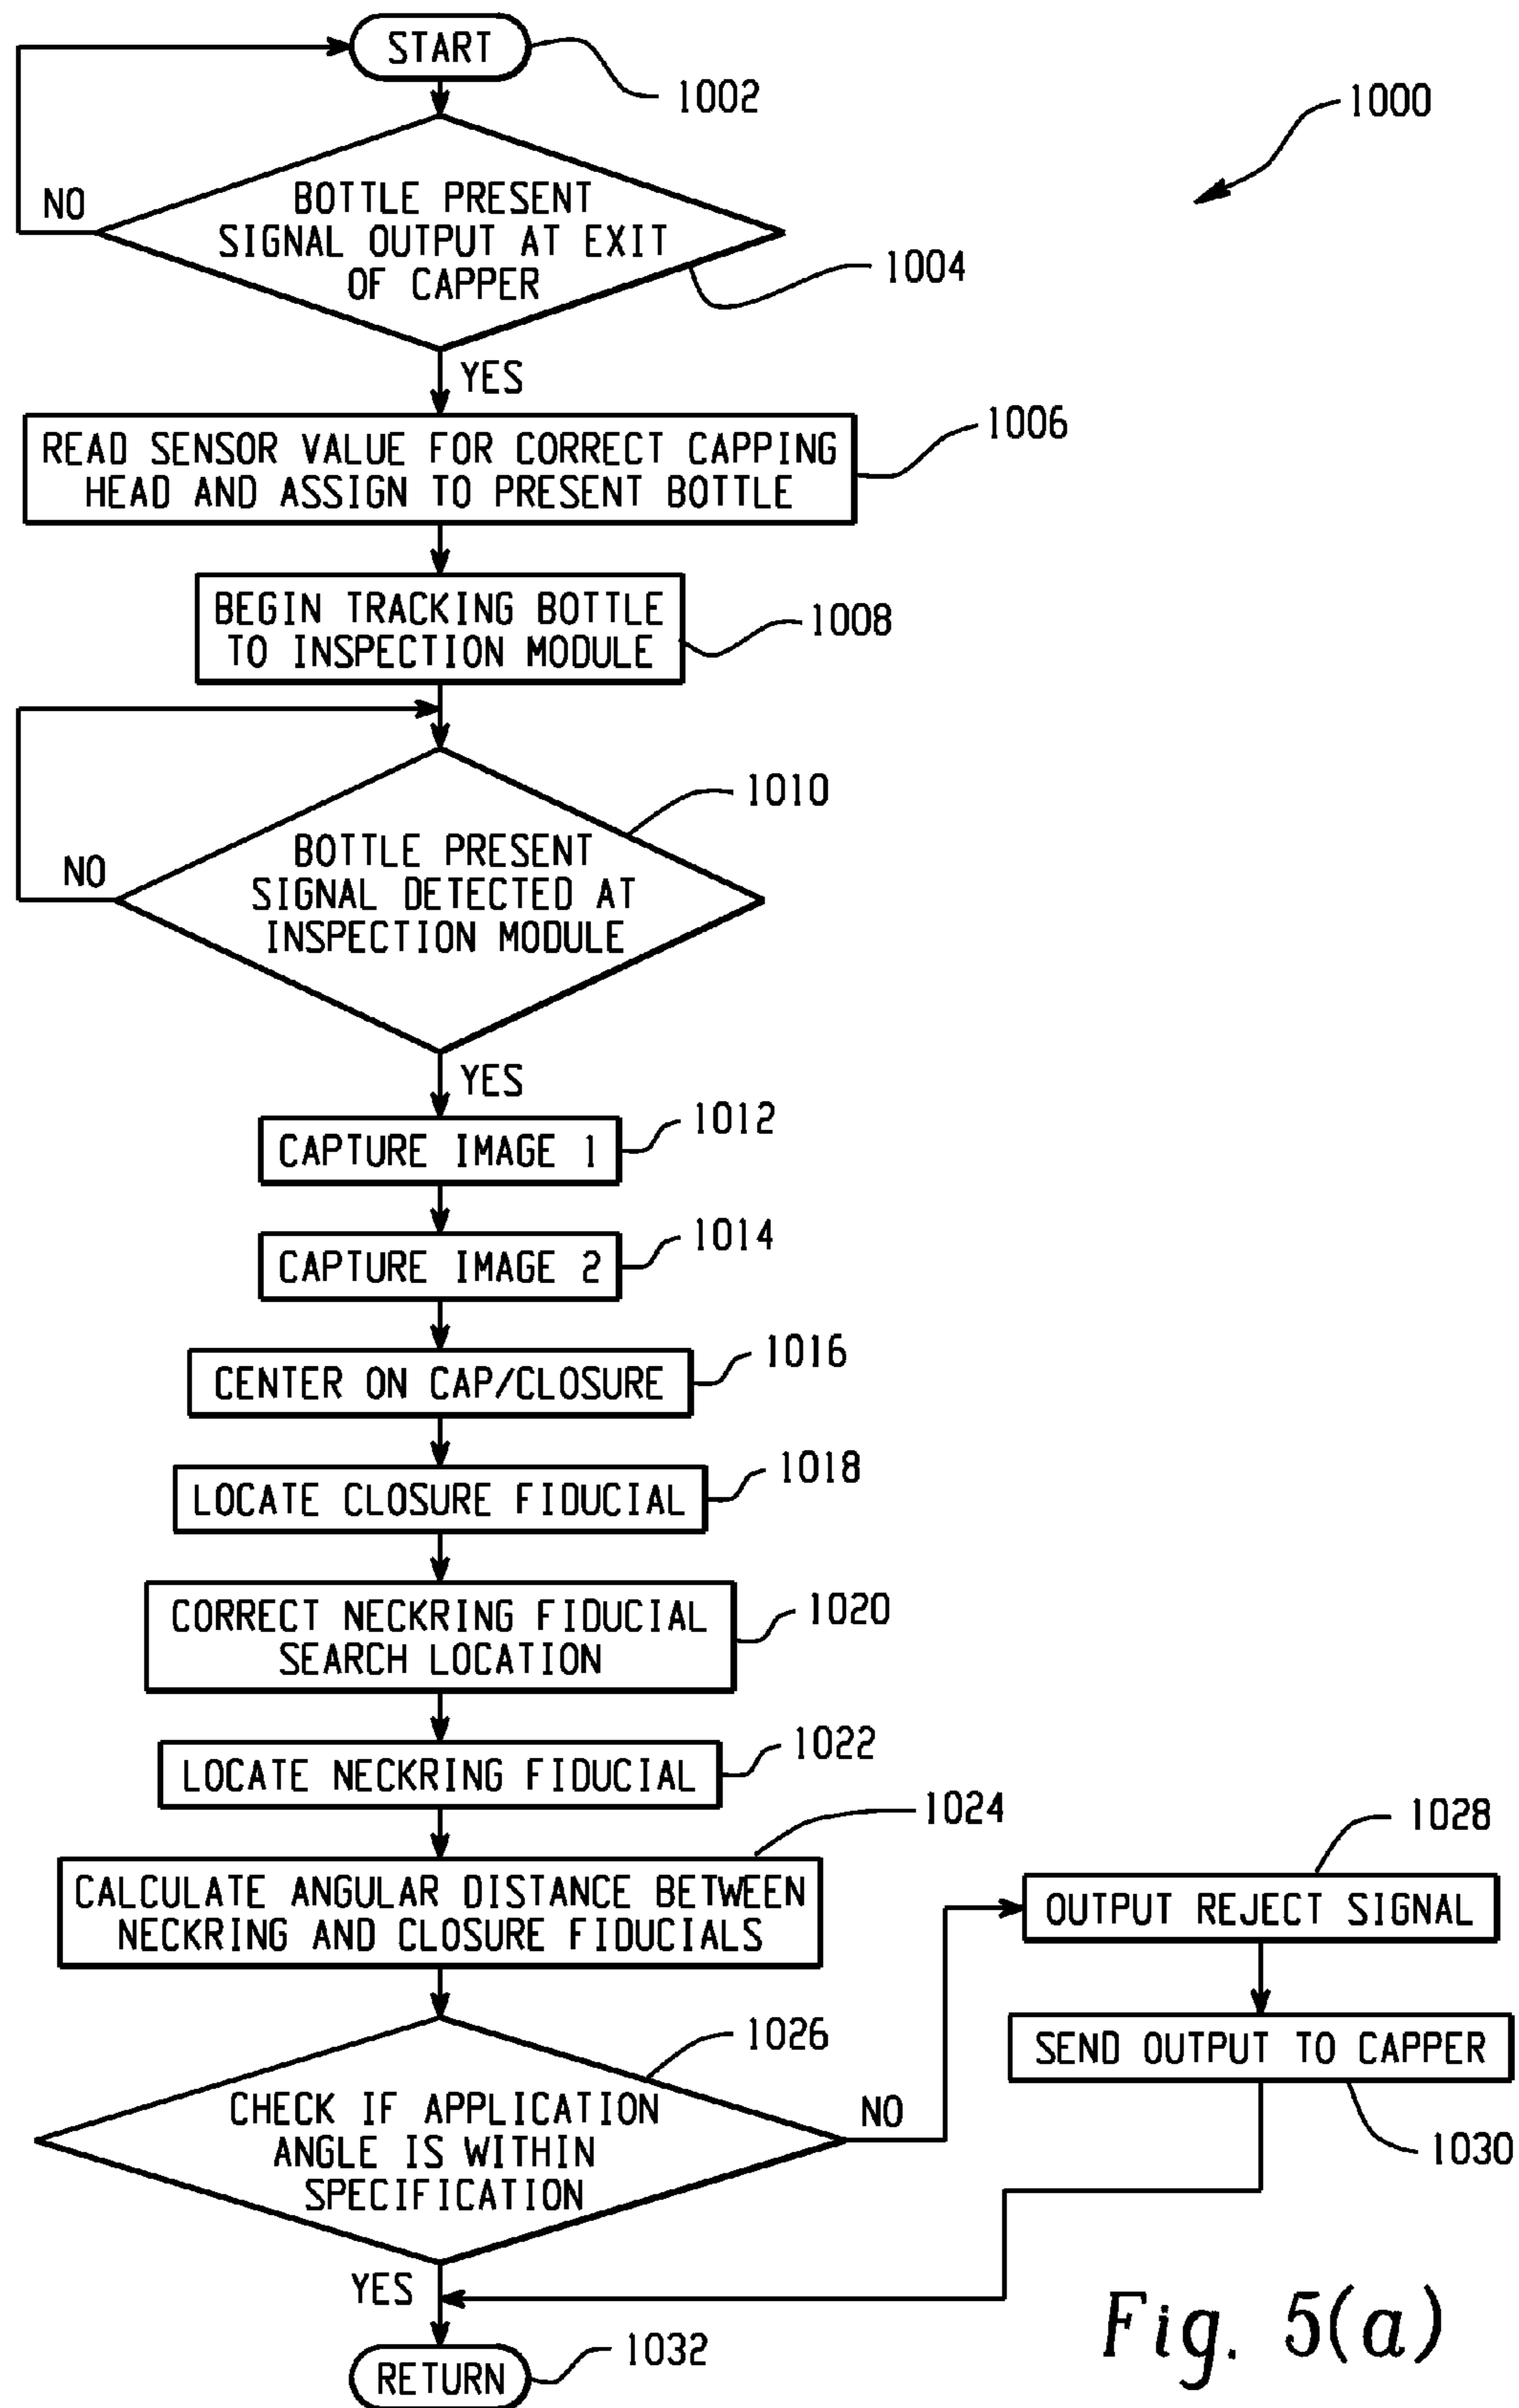 START
1002
1000
NO
BOTTLE PRESENT
SIGNAL OUTPUT AT EXIT
OF CAPPER
1004
YES
READ SENSOR VALUE FOR CORRECT CAPPING
HEAD AND ASSIGN TO PRESENT BOTTLE
1006
BEGIN TRACKING BOTTLE
TO INSPECTION MODULE
1008
1010
NO
BOTTLE PRESENT
SIGNAL DETECTED AT
INSPECTION MODULE
YES
CAPTURE IMAGE 1
1012
CAPTURE IMAGE 2
1014
CENTER ON CAP/CLOSURE
1016
LOCATE CLOSURE FIDUCIAL
1018
CORRECT NECKRING FIDUCIAL
SEARCH LOCATION
1020
LOCATE NECKRING FIDUCIAL
1022
1024
CALCULATE ANGULAR DISTANCE BETWEEN
NECKRING AND CLOSURE FIDUCIALS
1028
OUTPUT REJECT SIGNAL
1026
CHECK IF APPLICATION
ANGLE IS WITHIN
SPECIFICATION
NO
SEND OUTPUT TO CAPPER
1030
YES
RETURN
1032
Fig. 5(a)